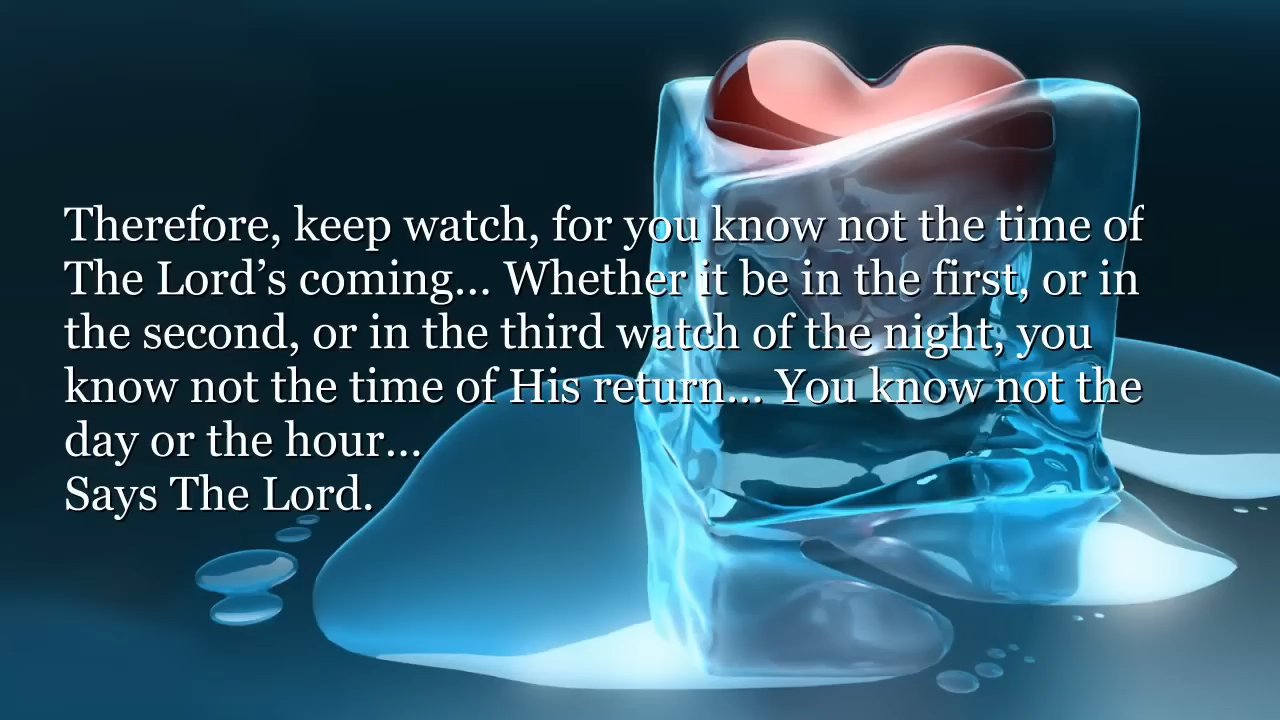 Therefore, keep watch, for you know not the time of
The Lord’s coming... Whether it be in the first, or in
the second, or in the third watch of the night, you
know not the time of His return... You know not the
day or the hour...
Says The Lord.